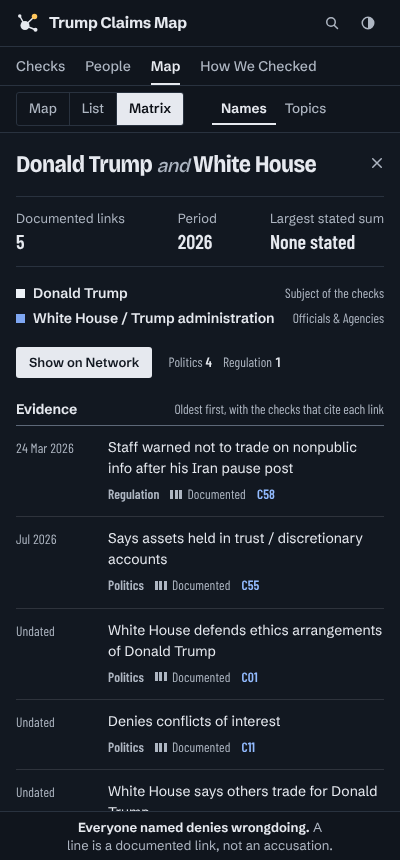 Trump Claims Map
Checks People Map How We Checked
Map List Matrix Names Topics
Donald Trump and White House
Documented links Period Largest stated sum
5 2026 None stated
Donald Trump Subject of the checks
White House / Trump administration Officials & Agencies
Show on Network Politics 4 Regulation 1
Evidence Oldest first, with the checks that cite each link
24 Mar 2026 Staff warned not to trade on nonpublic
info after his Iran pause post
Regulation Documented C58
Jul 2026 Says assets held in trust / discretionary
accounts
Politics Documented C55
Undated White House defends ethics arrangements
of Donald Trump
Politics Documented C01
Undated Denies conflicts of interest
Politics Documented C11
Undated White House says others trade for Donald
Trump
Everyone named denies wrongdoing. A
line is a documented link, not an accusation.